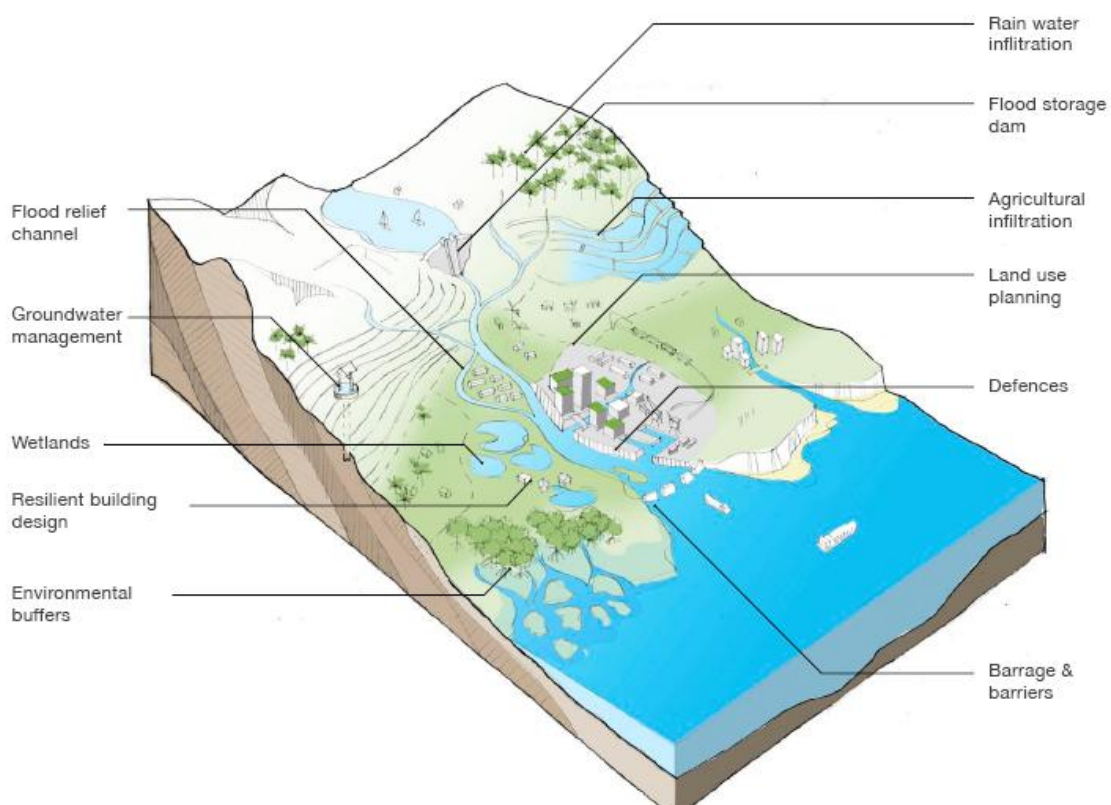 Rain water
inflitration
Flood storage
dam
Flood relief
channel
Agricultural
infiltration
Land use
planning
Groundwater
management
Defences
Wetlands
Resilient building
design
Environmental
buffers
Barrage &
barriers